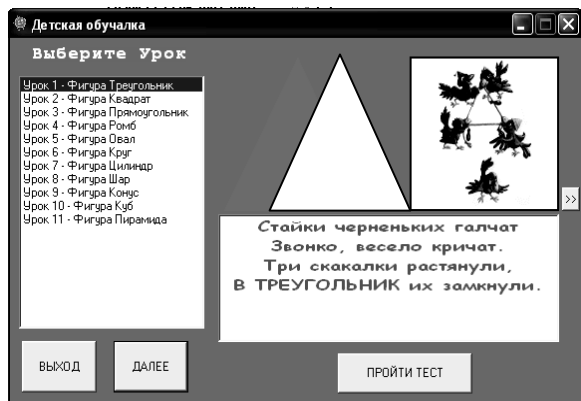 Детская обучалка
Выберите Урок
Урок 1 - Фигура Треугольник
Урок 2 - Фигура Квадрат
Урок 3 - Фигура Прямоугольник
Урок 4 - Фигура Ромб
Урок 5 - Фигура Овал
Урок 6 - Фигура Круг
Урок 7 - Фигура Цилиндр
Урок 8 - Фигура Шар
Урок 9 - Фигура Конус
Урок 10 - Фигура Куб
Урок 11 - Фигура Пирамида
>>
Стайки черненьких галчат
Звонко, весело кричат.
Три скакалки растянули,
В ТРЕУГОЛЬНИК их замкнули.
ВЫХОД
ДАЛЕЕ
ПРОЙТИ ТЕСТ